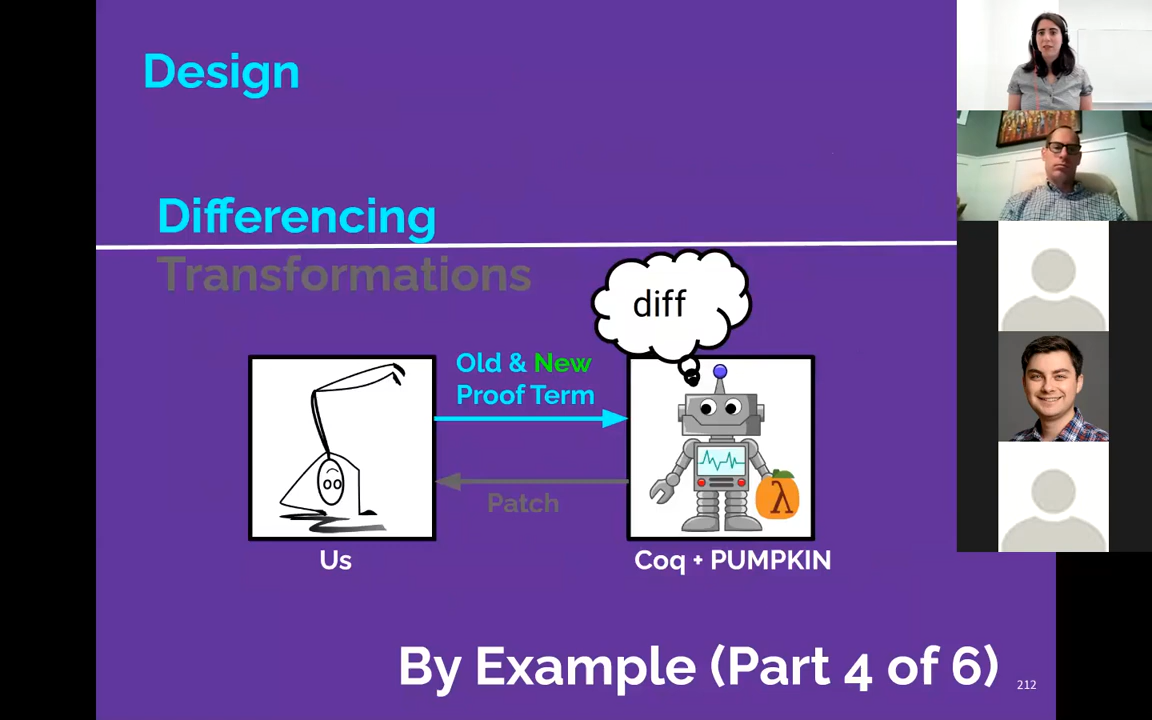 Design
Differencing
Transformations
diff
Old & New
Proof Term
Patch
λ
Us
Coq + PUMPKIN
By Example (Part 4 of 6)
212